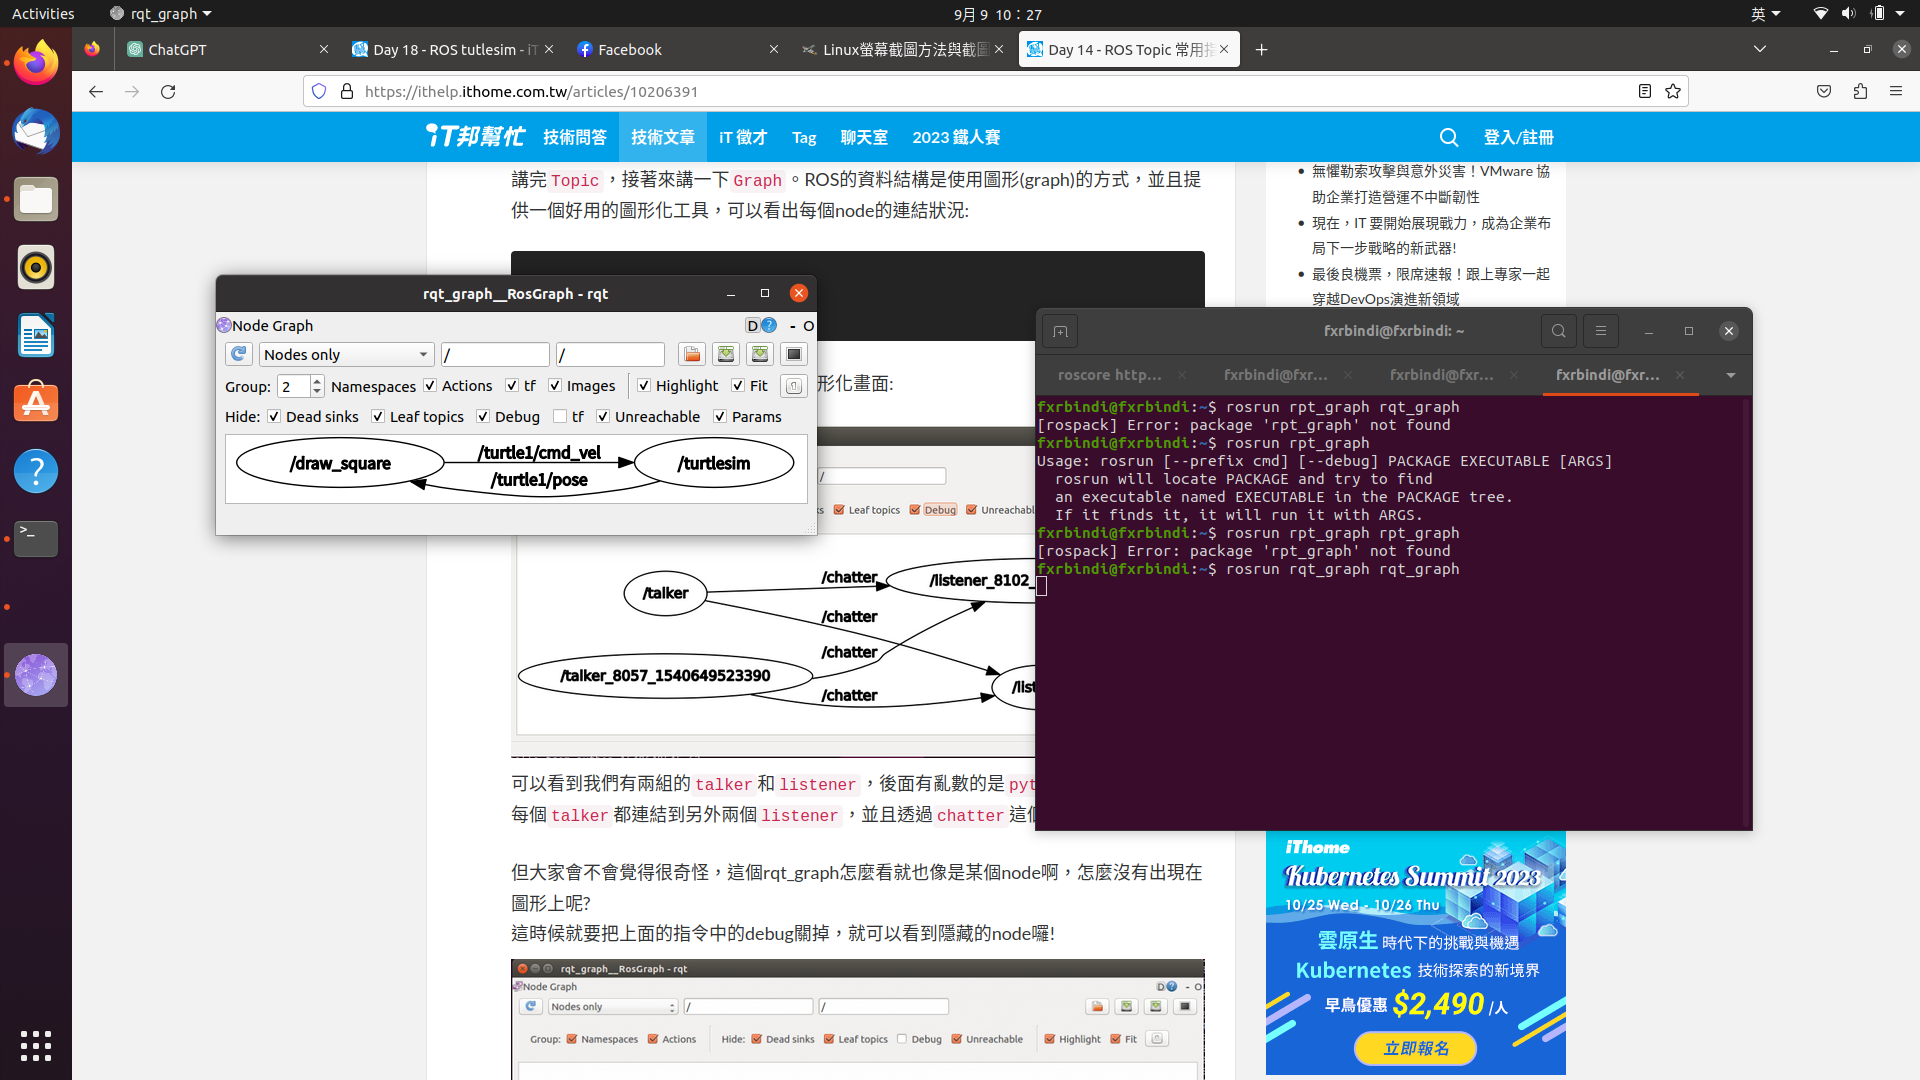 Activities
rqt_graph
9月 9 10：27
英
ChatGPT
Day 18 - ROS tutlesim - iT
Facebook
Linux螢幕截圖方法與截圖
Day 14 - ROS Topic 常用指
https://ithelp.ithome.com.tw/articles/10206391
iT邦幫忙
技術問答
技術文章
iT 徵才
Tag
聊天室
2023 鐵人賽
登入/註冊
講完 Topic，接著來講一下 Graph。ROS的資料結構是使用圖形(graph)的方式，並且提
供一個好用的圖形化工具，可以看出每個node的連結狀況:
形化畫面:
無懼勒索攻擊與意外災害！VMware 協
助企業打造營運不中斷韌性
現在，IT 要開始展現戰力，成為企業布
局下一步戰略的新武器!
最後良機票，限席速報！跟上專家一起
穿越DevOps演進新領域
rqt_graph__RosGraph - rqt
Node Graph
D
- O
Nodes only
/
/
Group: 2 Namespaces Actions tf Images Highlight Fit
Hide: Dead sinks Leaf topics Debug tf Unreachable Params
/draw_square
/turtle1/cmd_vel
/turtle1/pose
/turtlesim
/
ks Leaf topics Debug Unreachabl
/talker
/chatter
/listener_8102_
/chatter
/chatter
/talker_8057_1540649523390
/chatter
/list
fxrbindi@fxrbindi: ~
roscore http...
fxrbindi@fxr...
fxrbindi@fxr...
fxrbindi@fxr...
fxrbindi@fxrbindi:~$ rosrun rpt_graph rqt_graph
[rospack] Error: package 'rpt_graph' not found
fxrbindi@fxrbindi:~$ rosrun rpt_graph
Usage: rosrun [--prefix cmd] [--debug] PACKAGE EXECUTABLE [ARGS]
rosrun will locate PACKAGE and try to find
an executable named EXECUTABLE in the PACKAGE tree.
If it finds it, it will run it with ARGS.
fxrbindi@fxrbindi:~$ rosrun rpt_graph rpt_graph
[rospack] Error: package 'rpt_graph' not found
fxrbindi@fxrbindi:~$ rosrun rqt_graph rqt_graph
可以看到我們有兩組的 talker 和 listener，後面有亂數的是 pyt
每個 talker 都連結到另外兩個 listener，並且透過 chatter 這個
但大家會不會覺得很奇怪，這個rqt_graph怎麼看就也像是某個node啊，怎麼沒有出現在
圖形上呢?
這時候就要把上面的指令中的debug關掉，就可以看到隱藏的node囉!
rqt_graph__RosGraph - rqt
Node Graph
D
- O
Nodes only
/
/
Group: Namespaces Actions Hide: Dead sinks Leaf topics Debug Unreachable Highlight Fit
iThome
Kubernetes Summit 2023
10/25 Wed - 10/26 Thu
雲原生 時代下的挑戰與機遇
Kubernetes 技術探索的新境界
早鳥優惠 $2,490 /人
立即報名